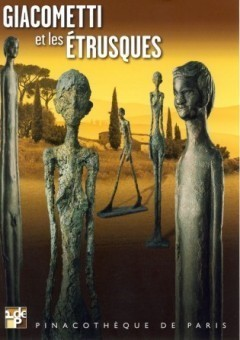 GIACOMETTI
et les ÉTRUSQUES
PINACOTHÈQUE DE PARIS